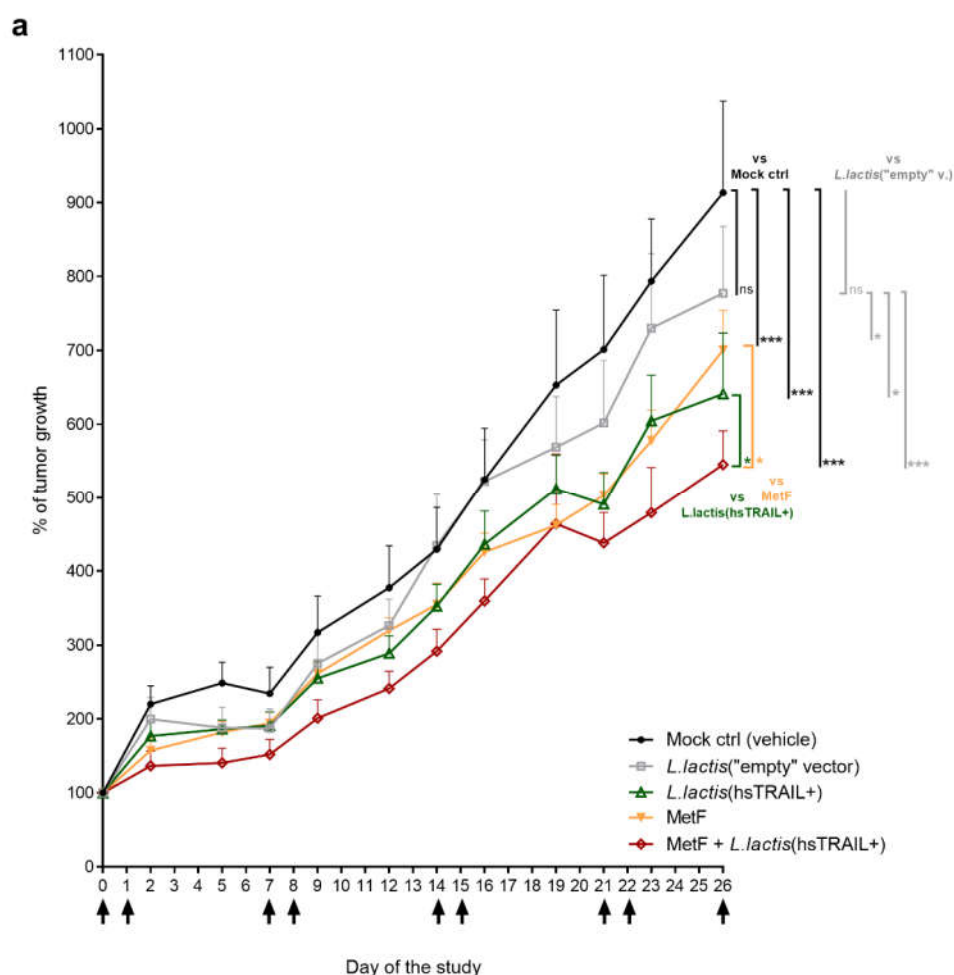 a
1100
1000
900
800
700
600
500
400
300
200
100
0
% of tumor growth
vs
Mock ctrl
vs
L.lactis("empty" v.)
ns
***
***
***
ns
*
*
***
*
*
vs
MetF
vs
L.lactis(hsTRAIL+)
Mock ctrl (vehicle)
L.lactis("empty" vector)
L.lactis(hsTRAIL+)
MetF
MetF + L.lactis(hsTRAIL+)
0 1 2 3 4 5 6 7 8 9 10 11 12 13 14 15 16 17 18 19 20 21 22 23 24 25 26
Day of the study